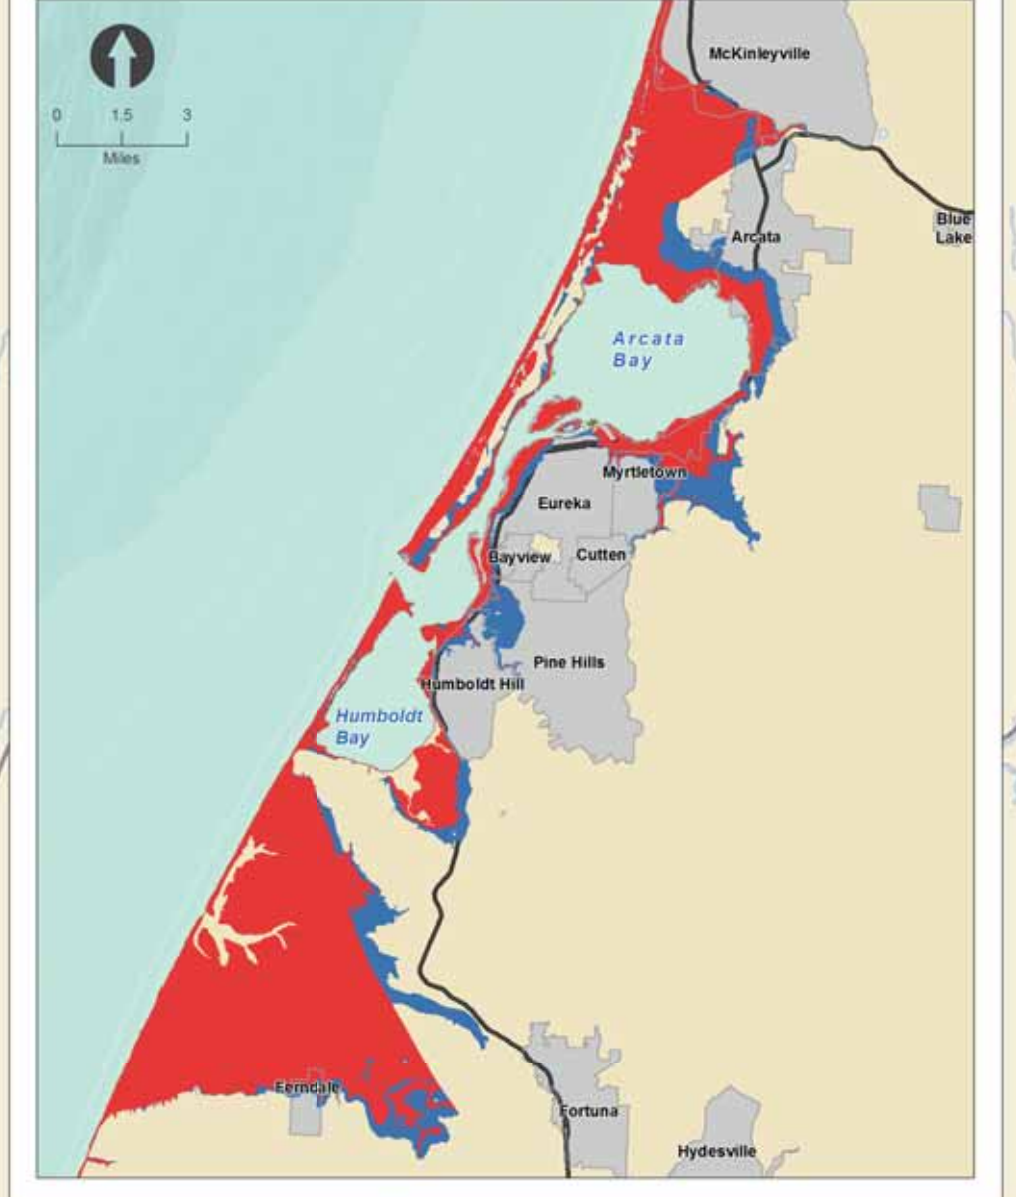 McKinleyville
0 1.5 3
Miles
Blue
Lake
Arcata
Arcata
Bay
Myrtletown
Eureka
Bayview
Cutten
Pine Hills
Humboldt Hill
Humboldt
Bay
Ferndale
Fortuna
Hydesville